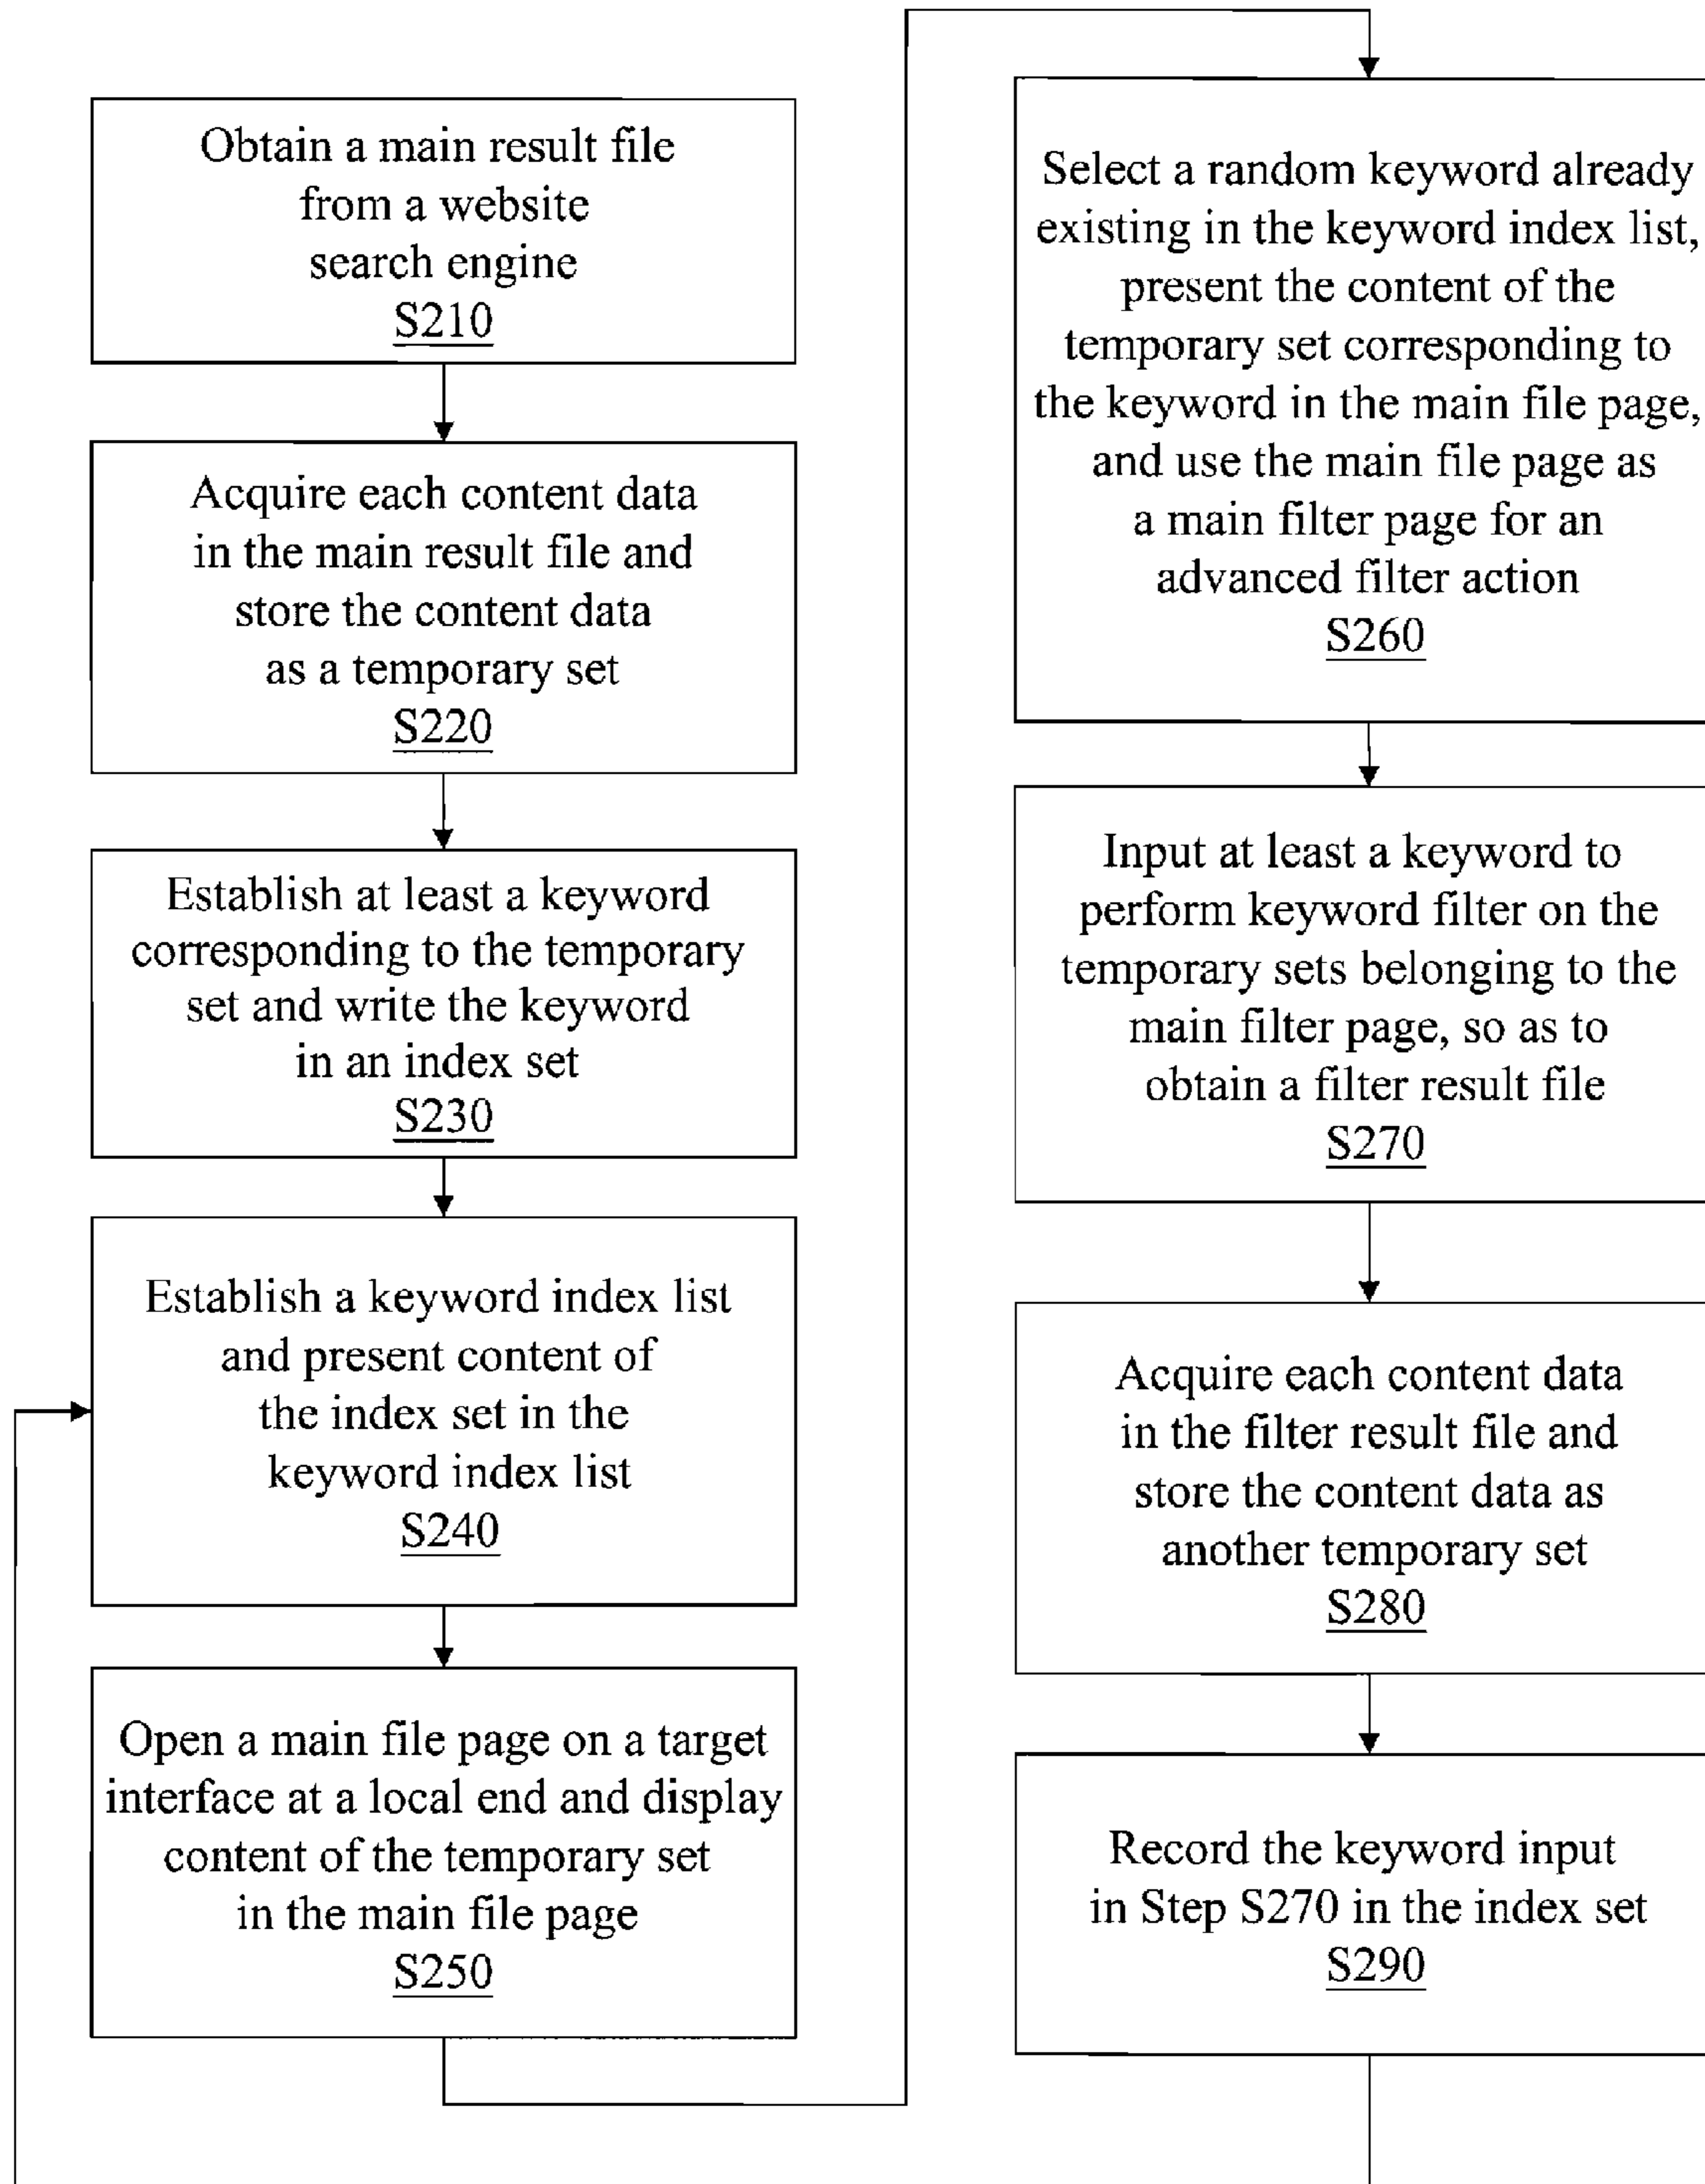 Obtain a main result file
from a website
search engine
S210
Acquire each content data
in the main result file and
store the content data
as a temporary set
S220
Establish at least a keyword
corresponding to the temporary
set and write the keyword
in an index set
S230
Establish a keyword index list
and present content of
the index set in the
keyword index list
S240
Open a main file page on a target
interface at a local end and display
content of the temporary set
in the main file page
S250
Select a random keyword already
existing in the keyword index list,
present the content of the
temporary set corresponding to
the keyword in the main file page,
and use the main file page as
a main filter page for an
advanced filter action
S260
Input at least a keyword to
perform keyword filter on the
temporary sets belonging to the
main filter page, so as to
obtain a filter result file
S270
Acquire each content data
in the filter result file and
store the content data as
another temporary set
S280
Record the keyword input
in Step S270 in the index set
S290